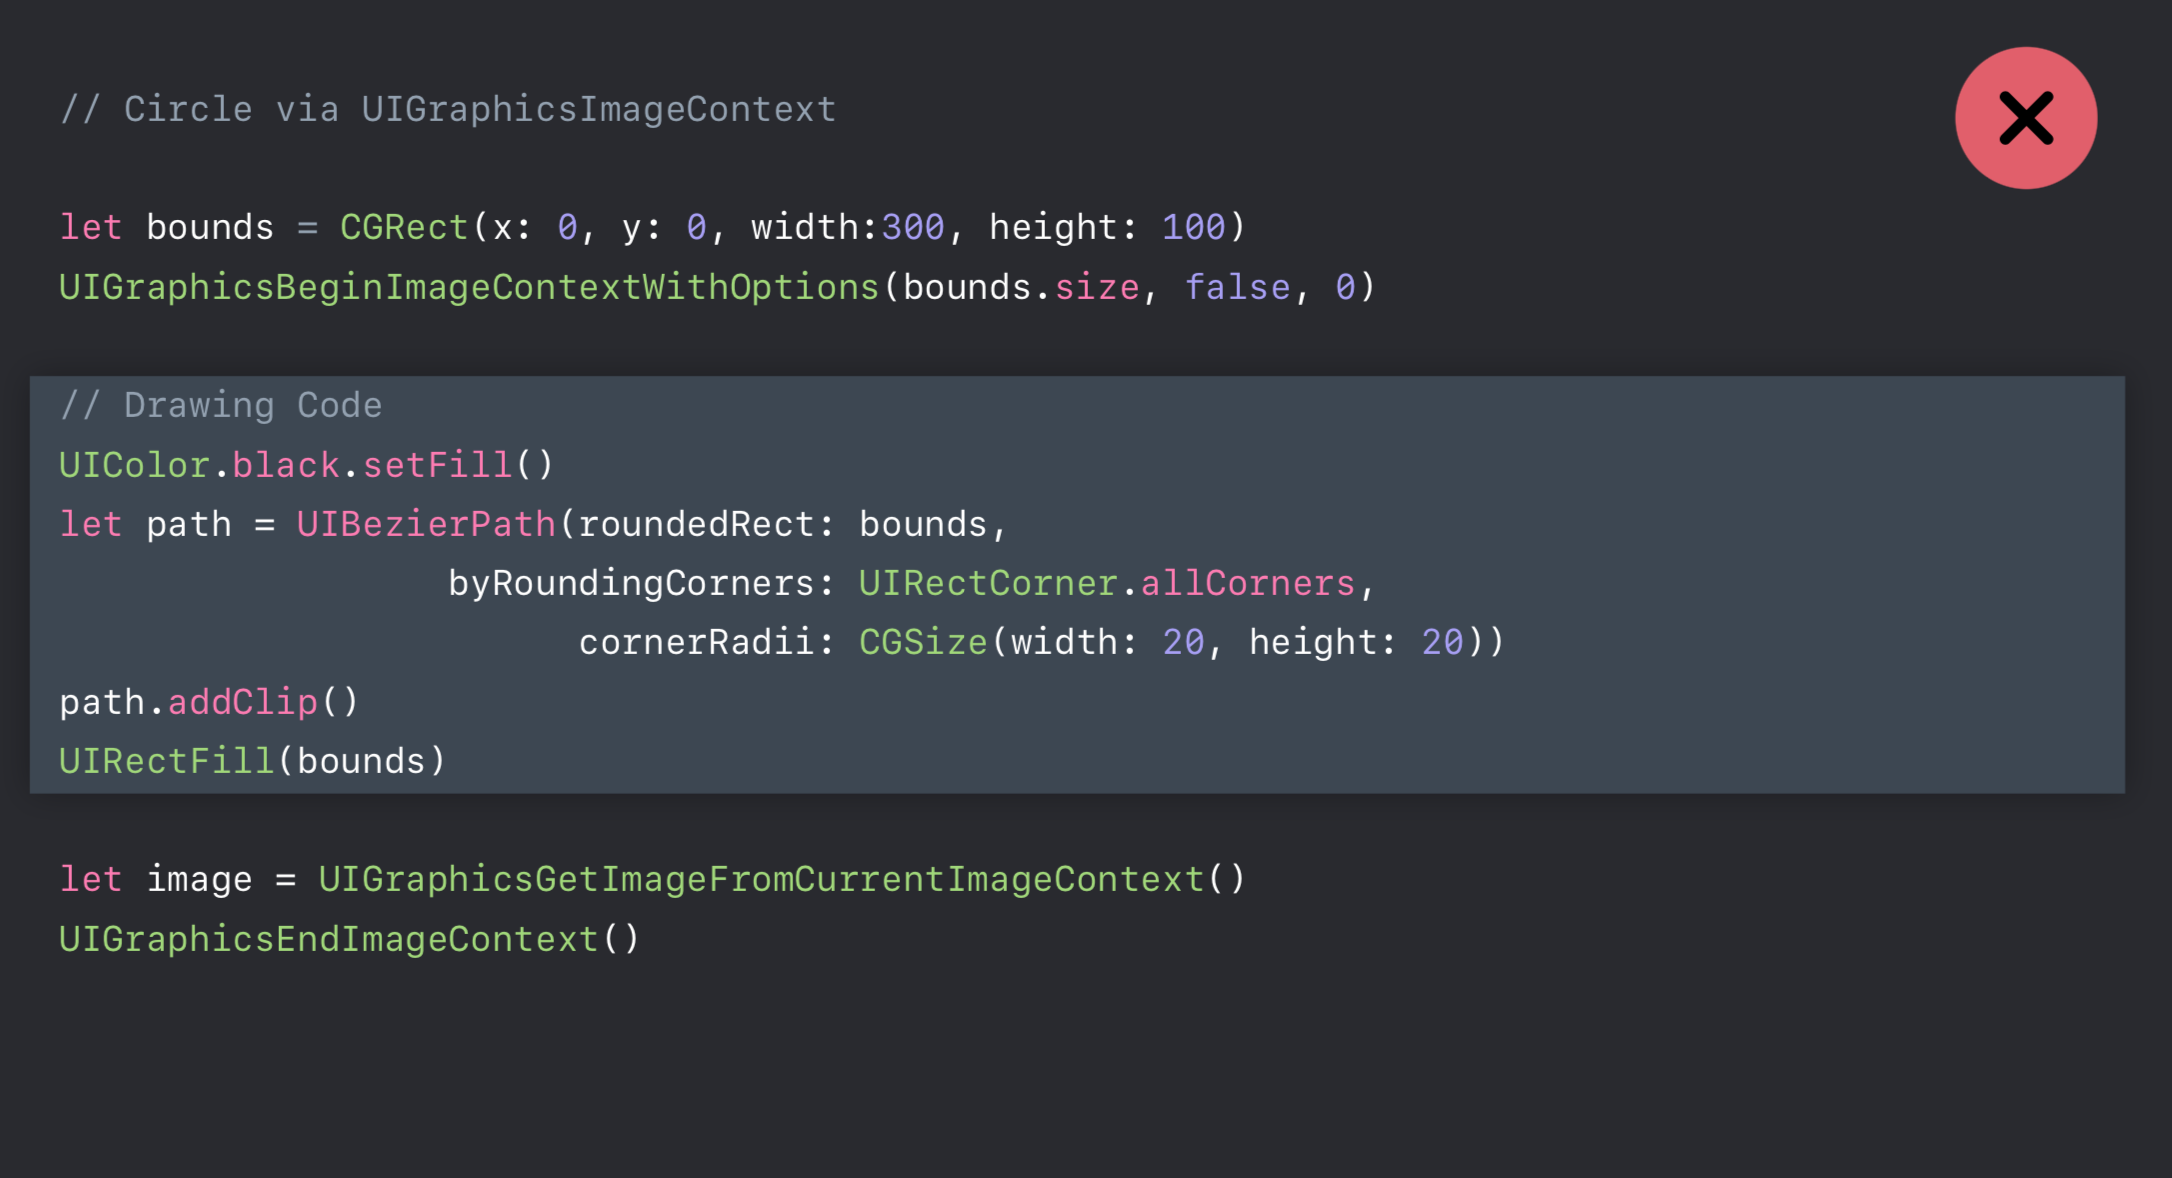 // Circle via UIGraphicsImageContext
let bounds = CGRect(x: 0, y: 0, width:300, height: 100)
UIGraphicsBeginImageContextWithOptions(bounds.size, false, 0)
// Drawing Code
UIColor.black.setFill()
let path = UIBezierPath(roundedRect: bounds,
byRoundingCorners: UIRectCorner.allCorners,
cornerRadii: CGSize(width: 20, height: 20))
path.addClip()
UIRectFill(bounds)
let image = UIGraphicsGetImageFromCurrentImageContext()
UIGraphicsEndImageContext()